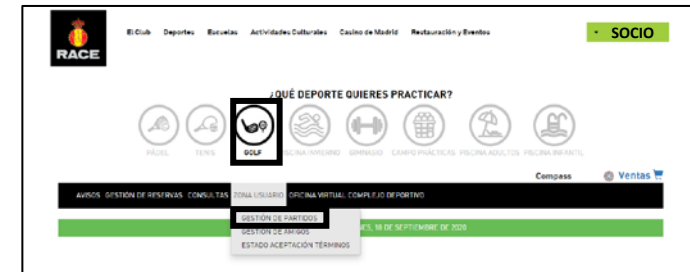 RACE
El Club Deportes Escuelas Actividades Culturales Casino de Madrid Restauración y Eventos
· SOCIO
¿QUÉ DEPORTE QUIERES PRACTICAR?
PÁDEL TENIS GOLF PISCINA INVIERNO GIMNASIO CAMPO PRÁCTICAS PISCINA ADULTOS PISCINA INFANTIL
Compass Ventas
AVISOS GESTIÓN DE RESERVAS CONSULTAS ZONA USUARIO OFICINA VIRTUAL COMPLEJO DEPORTIVO
GESTIÓN DE PARTIDOS
18 DE SEPTIEMBRE DE 2020
GESTIÓN DE AMIGOS
ESTADO ACEPTACIÓN TÉRMINOS